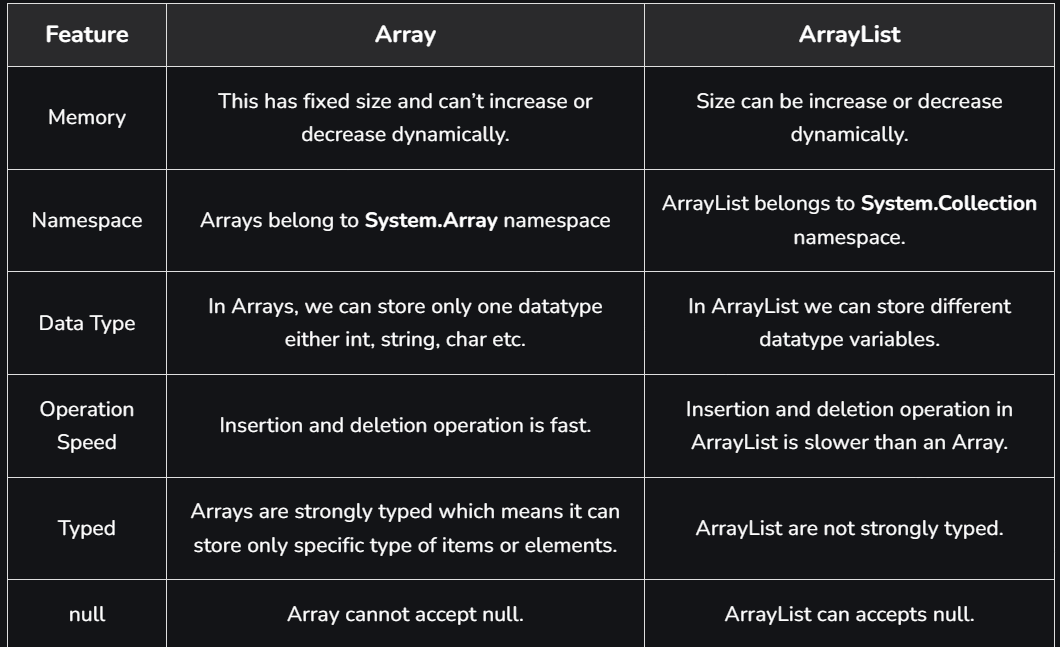 Feature
Array
ArrayList
Memory
This has fixed size and can’t increase or
decrease dynamically.
Size can be increase or decrease
dynamically.
Namespace
Arrays belong to System.Array namespace
ArrayList belongs to System.Collection
namespace.
Data Type
In Arrays, we can store only one datatype
either int, string, char etc.
In ArrayList we can store different
datatype variables.
Operation
Speed
Insertion and deletion operation is fast.
Insertion and deletion operation in
ArrayList is slower than an Array.
Typed
Arrays are strongly typed which means it can
store only specific type of items or elements.
ArrayList are not strongly typed.
null
Array cannot accept null.
ArrayList can accepts null.